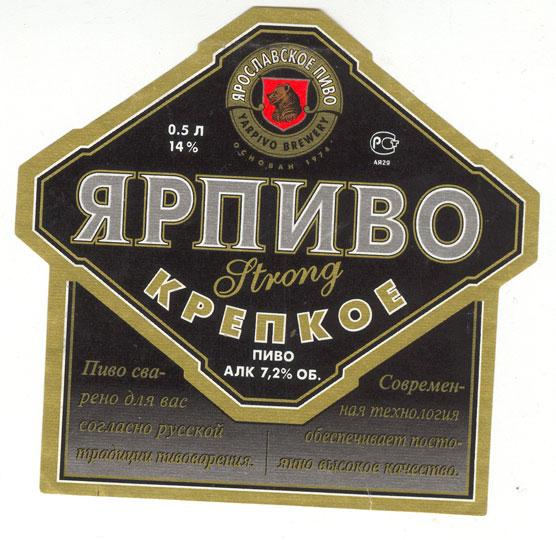 ЯРОСЛАВСКОЕ ПИВО
YARPIVO BREWERY
ОСНОВАН 1974
0.5 Л
14%
РС
АЯ29
ЯРПИВО
Strong
КРЕПКОЕ
ПИВО
АЛК 7,2% ОБ.
Пиво сва-
рено для вас
согласно русской
традиции пивоварения.
Современ-
ная технология
обеспечивает посто-
янно высокое качество.